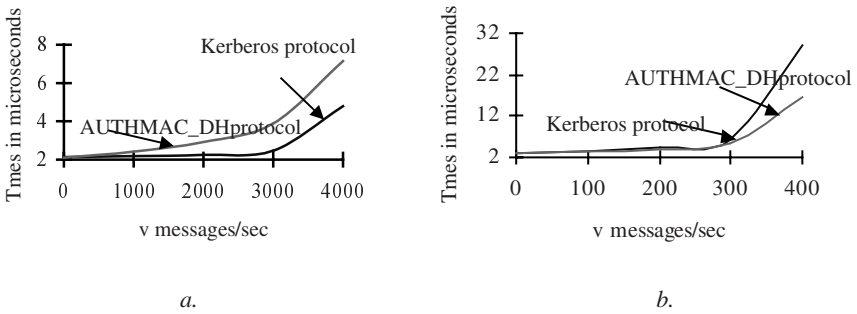 Tmes in microseconds
8
6
4
2
Kerberos protocol
AUTHMAC_DHprotocol
0 1000 2000 3000 4000
v messages/sec
a.
Tmes in microseconds
32
22
12
2
AUTHMAC_DHprotocol
Kerberos protocol
0 100 200 300 400
v messages/sec
b.